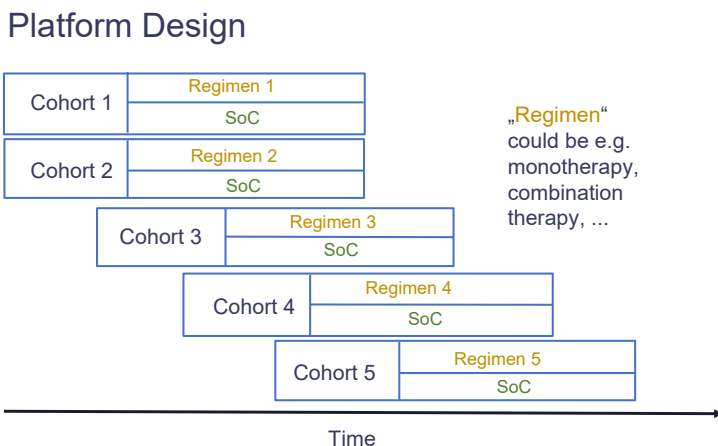 Platform Design
Cohort 1
Regimen 1
SoC
Cohort 2
Regimen 2
SoC
Cohort 3
Regimen 3
SoC
Cohort 4
Regimen 4
SoC
Cohort 5
Regimen 5
SoC
„Regimen“
could be e.g.
monotherapy,
combination
therapy, ...
Time